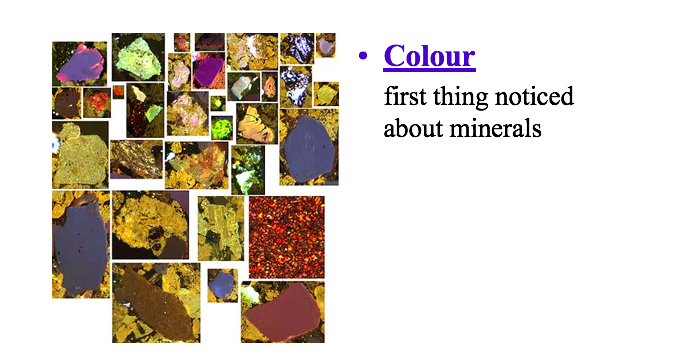 • Colour
first thing noticed
about minerals